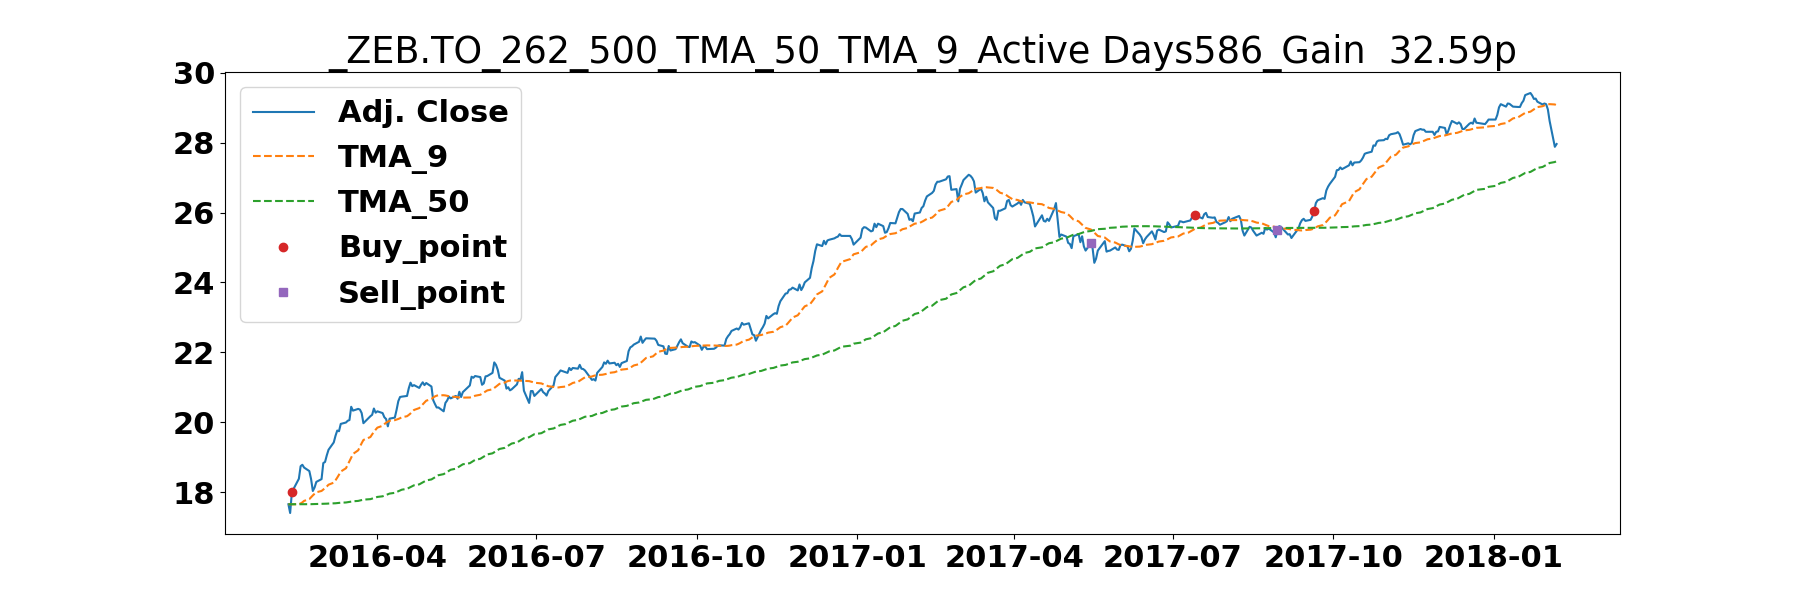 _ZEB.TO_262_500_TMA_50_TMA_9_Active Days586_Gain  32.59p
30
28
26
24
22
20
18
Adj. Close
TMA_9
TMA_50
Buy_point
Sell_point
2016-04 2016-07 2016-10 2017-01 2017-04 2017-07 2017-10 2018-01